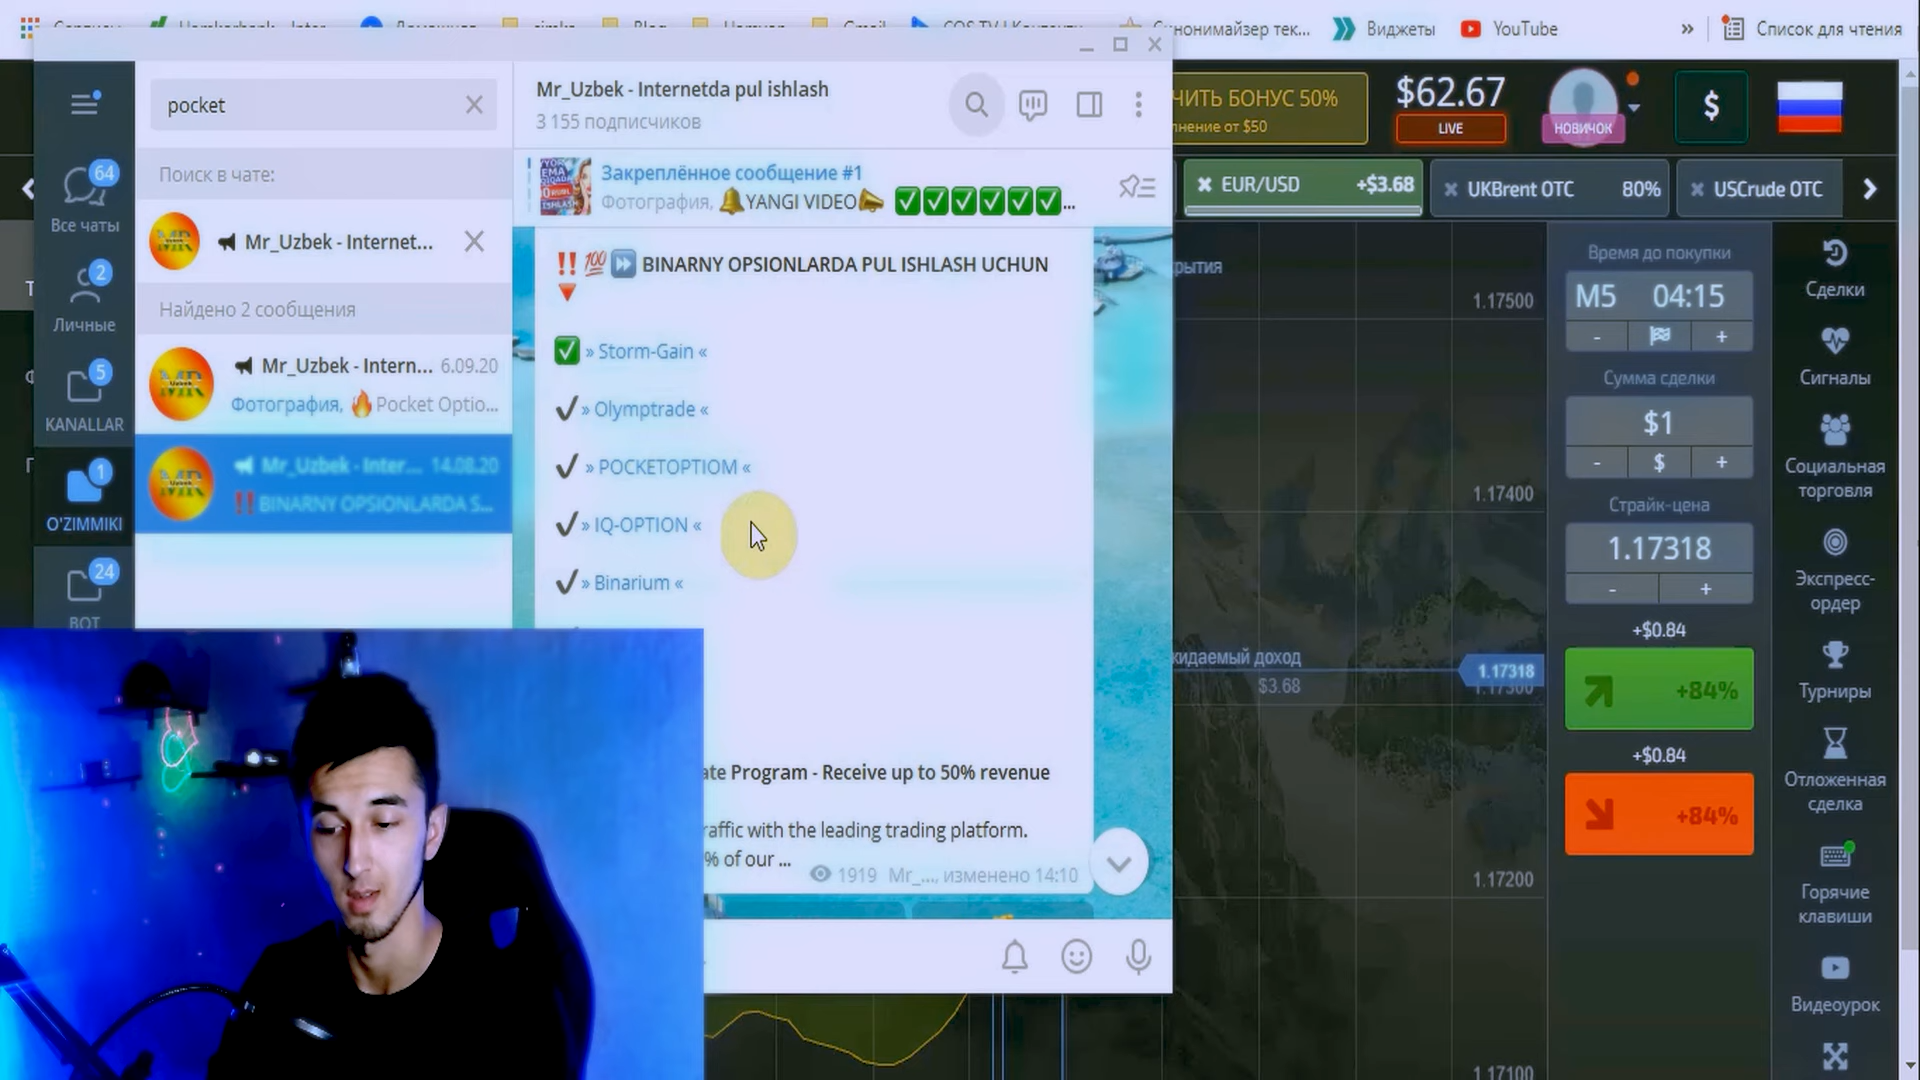 YouTube
Виджеты
Список для чтения
pocket
Mr_Uzbek - Internetda pul ishlash
3 155 подписчиков
ЧИТЬ БОНУС 50%
$62.67
LIVE
НОВИЧОК
$
Поиск в чате:
Закреплённое сообщение #1
Фотография, 🔔YANGI VIDEO📣 ✅✅✅✅✅✅...
EUR/USD +$3.68
UKBrent OTC 80%
USCrude OTC
64
Все чаты
Mr_Uzbek - Internet...
‼️💯⏩ BINARNY OPSIONLARDA PUL ISHLASH UCHUN
🔻
Найдено 2 сообщения
2
Личные
Mr_Uzbek - Intern... 6.09.20
Фотография, 🔥Pocket Optio...
5
KANALLAR
Mr_Uzbek - Inter... 14.08.20
‼️BINARNY OPSIONLARDA S...
1
O'ZIMMIKI
24
BOT
✅ » Storm-Gain «
✔ » Olymptrade «
✔ » POCKETOPTIOM «
✔ » IQ-OPTION «
✔ » Binarium «
ate Program - Receive up to 50% revenue
raffic with the leading trading platform.
% of our ...
1919 Mr_..., изменено 14:10
1.17500
1.17400
жидаемый доход
$3.68
1.17318
1.17300
1.17200
1.17100
Время до покупки
M5 04:15
- +
Сумма сделки
$1
- $ +
Страйк-цена
1.17318
- +
+$0.84
+84%
+$0.84
+84%
Сделки
Сигналы
Социальная
торговля
Экспресс-
ордер
Турниры
Отложенная
сделка
Горячие
клавиши
Видеоурок